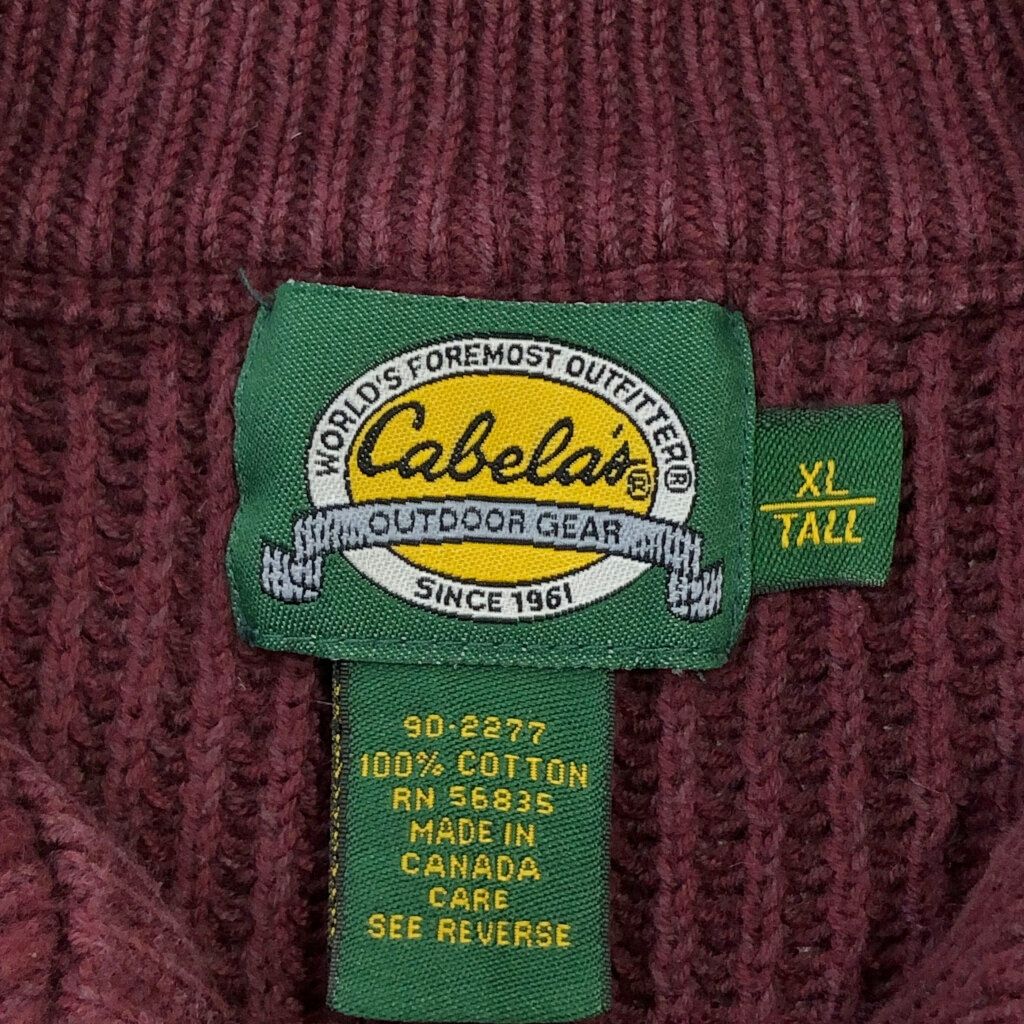 WORLD'S FOREMOST OUTFITTER®
Cabela's®
OUTDOOR GEAR
SINCE 1961
XL
TALL
90-2277
100% COTTON
RN 56835
MADE IN
CANADA
CARE
SEE REVERSE